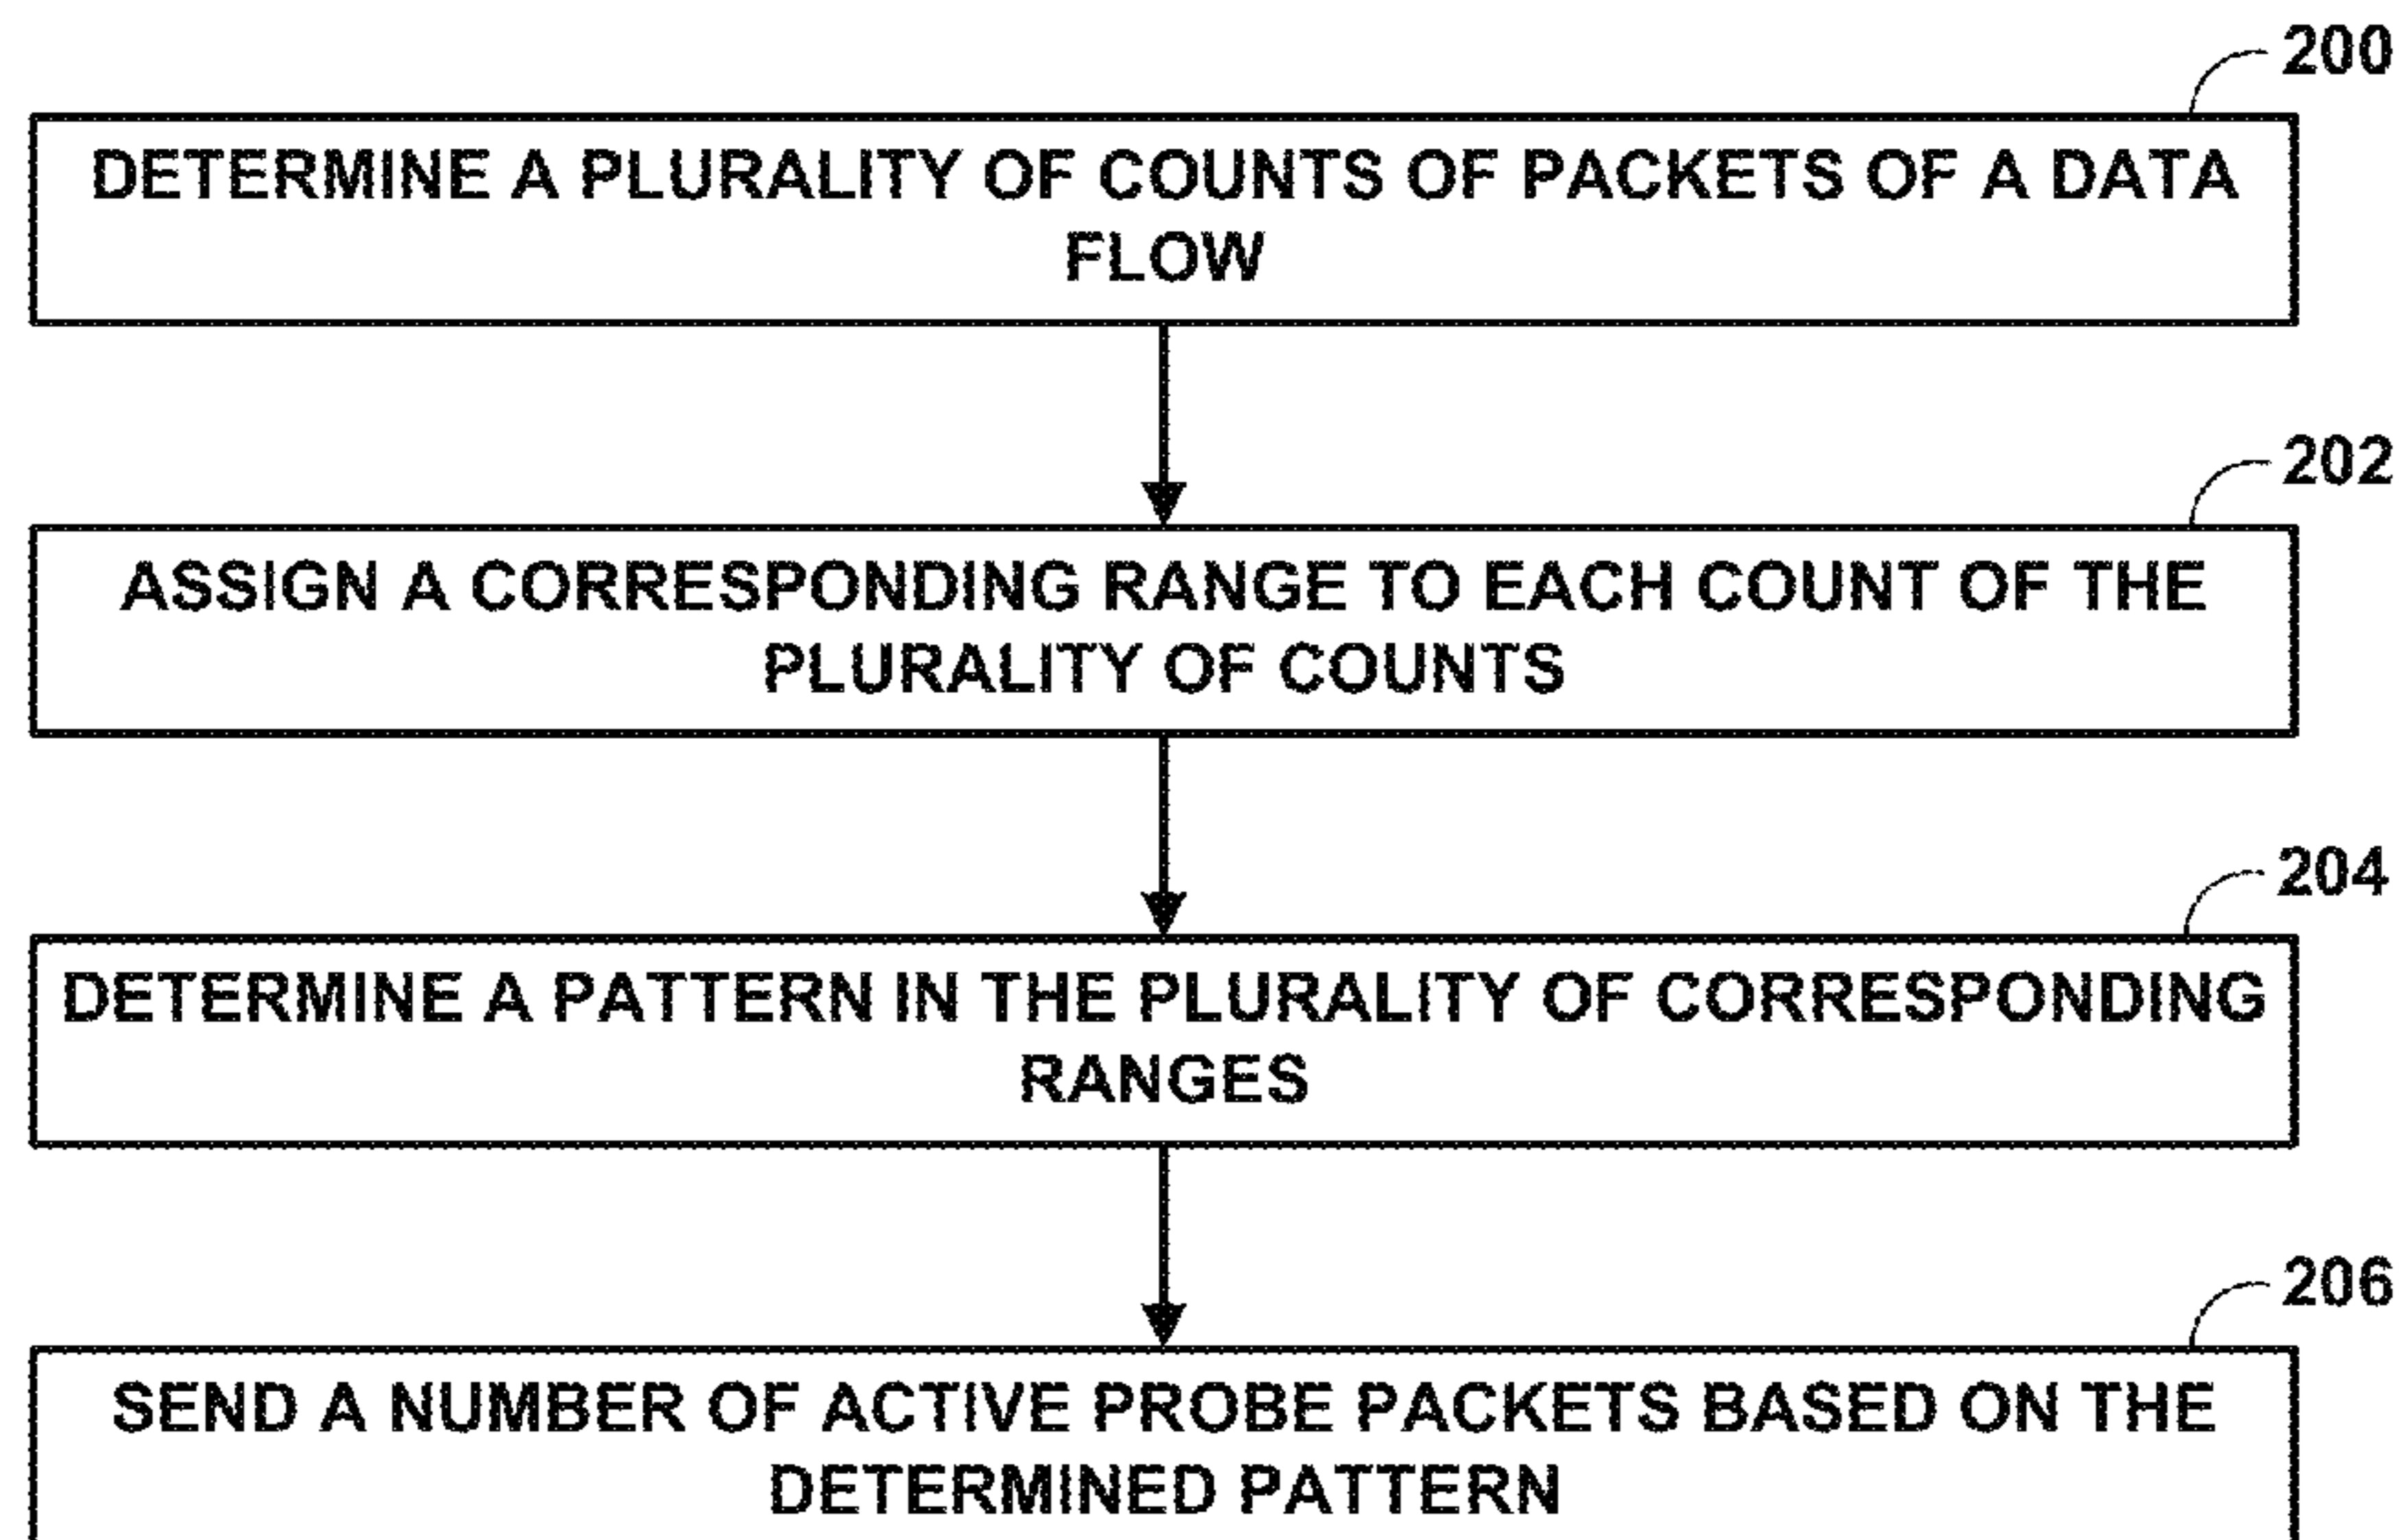 200
DETERMINE A PLURALITY OF COUNTS OF PACKETS OF A DATA
FLOW
202
ASSIGN A CORRESPONDING RANGE TO EACH COUNT OF THE
PLURALITY OF COUNTS
204
DETERMINE A PATTERN IN THE PLURALITY OF CORRESPONDING
RANGES
206
SEND A NUMBER OF ACTIVE PROBE PACKETS BASED ON THE
DETERMINED PATTERN